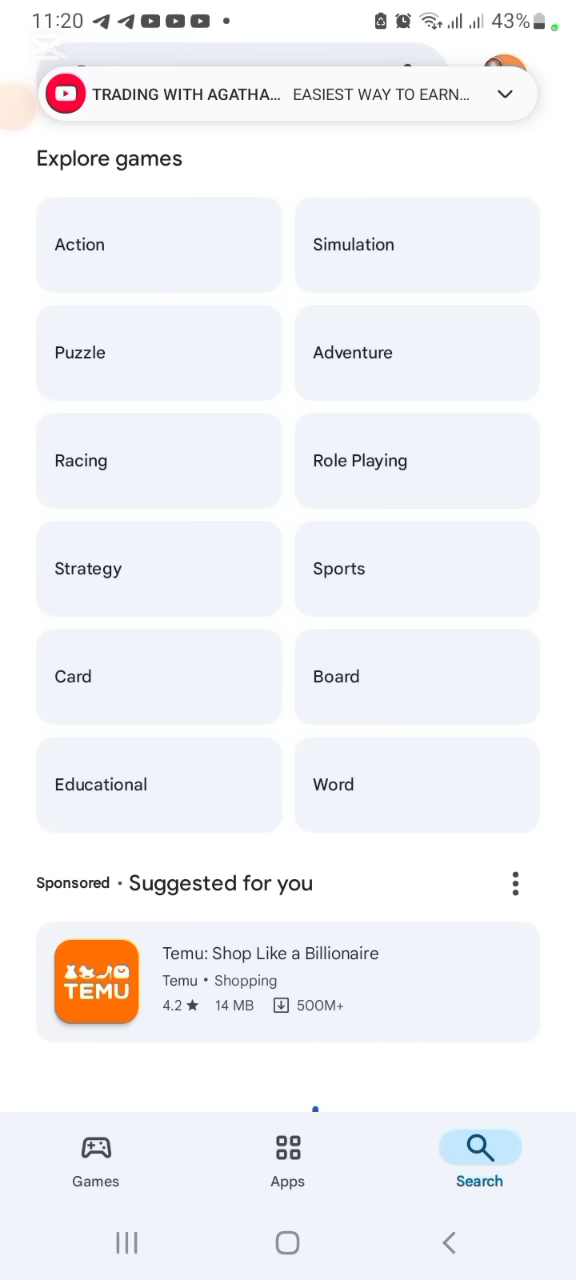 11:20 43%
TRADING WITH AGATHA... EASIEST WAY TO EARN...
Explore games
Action
Simulation
Puzzle
Adventure
Racing
Role Playing
Strategy
Sports
Card
Board
Educational
Word
Sponsored • Suggested for you
TEMU
Temu: Shop Like a Billionaire
Temu • Shopping
4.2 ★ 14 MB 500M+
Games
Apps
Search